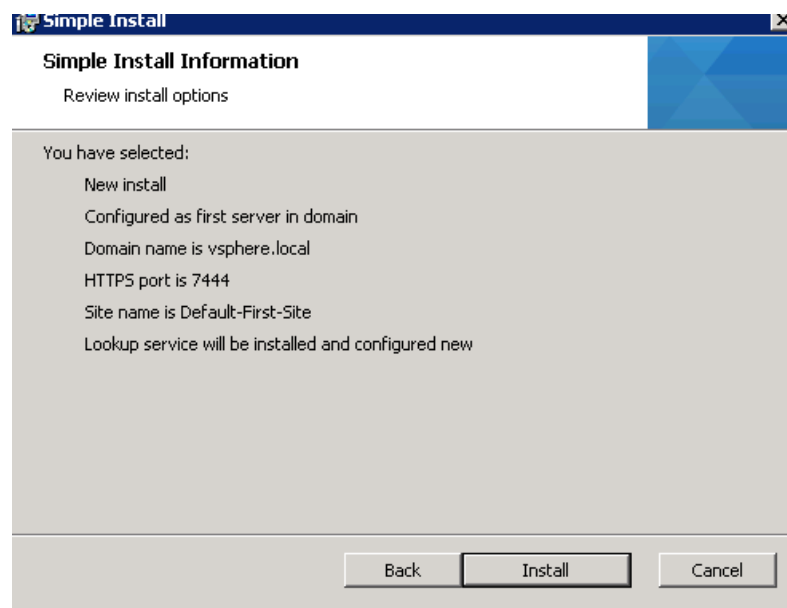 Simple Install
Simple Install Information
Review install options
You have selected:
New install
Configured as first server in domain
Domain name is vsphere.local
HTTPS port is 7444
Site name is Default-First-Site
Lookup service will be installed and configured new
Back Install Cancel